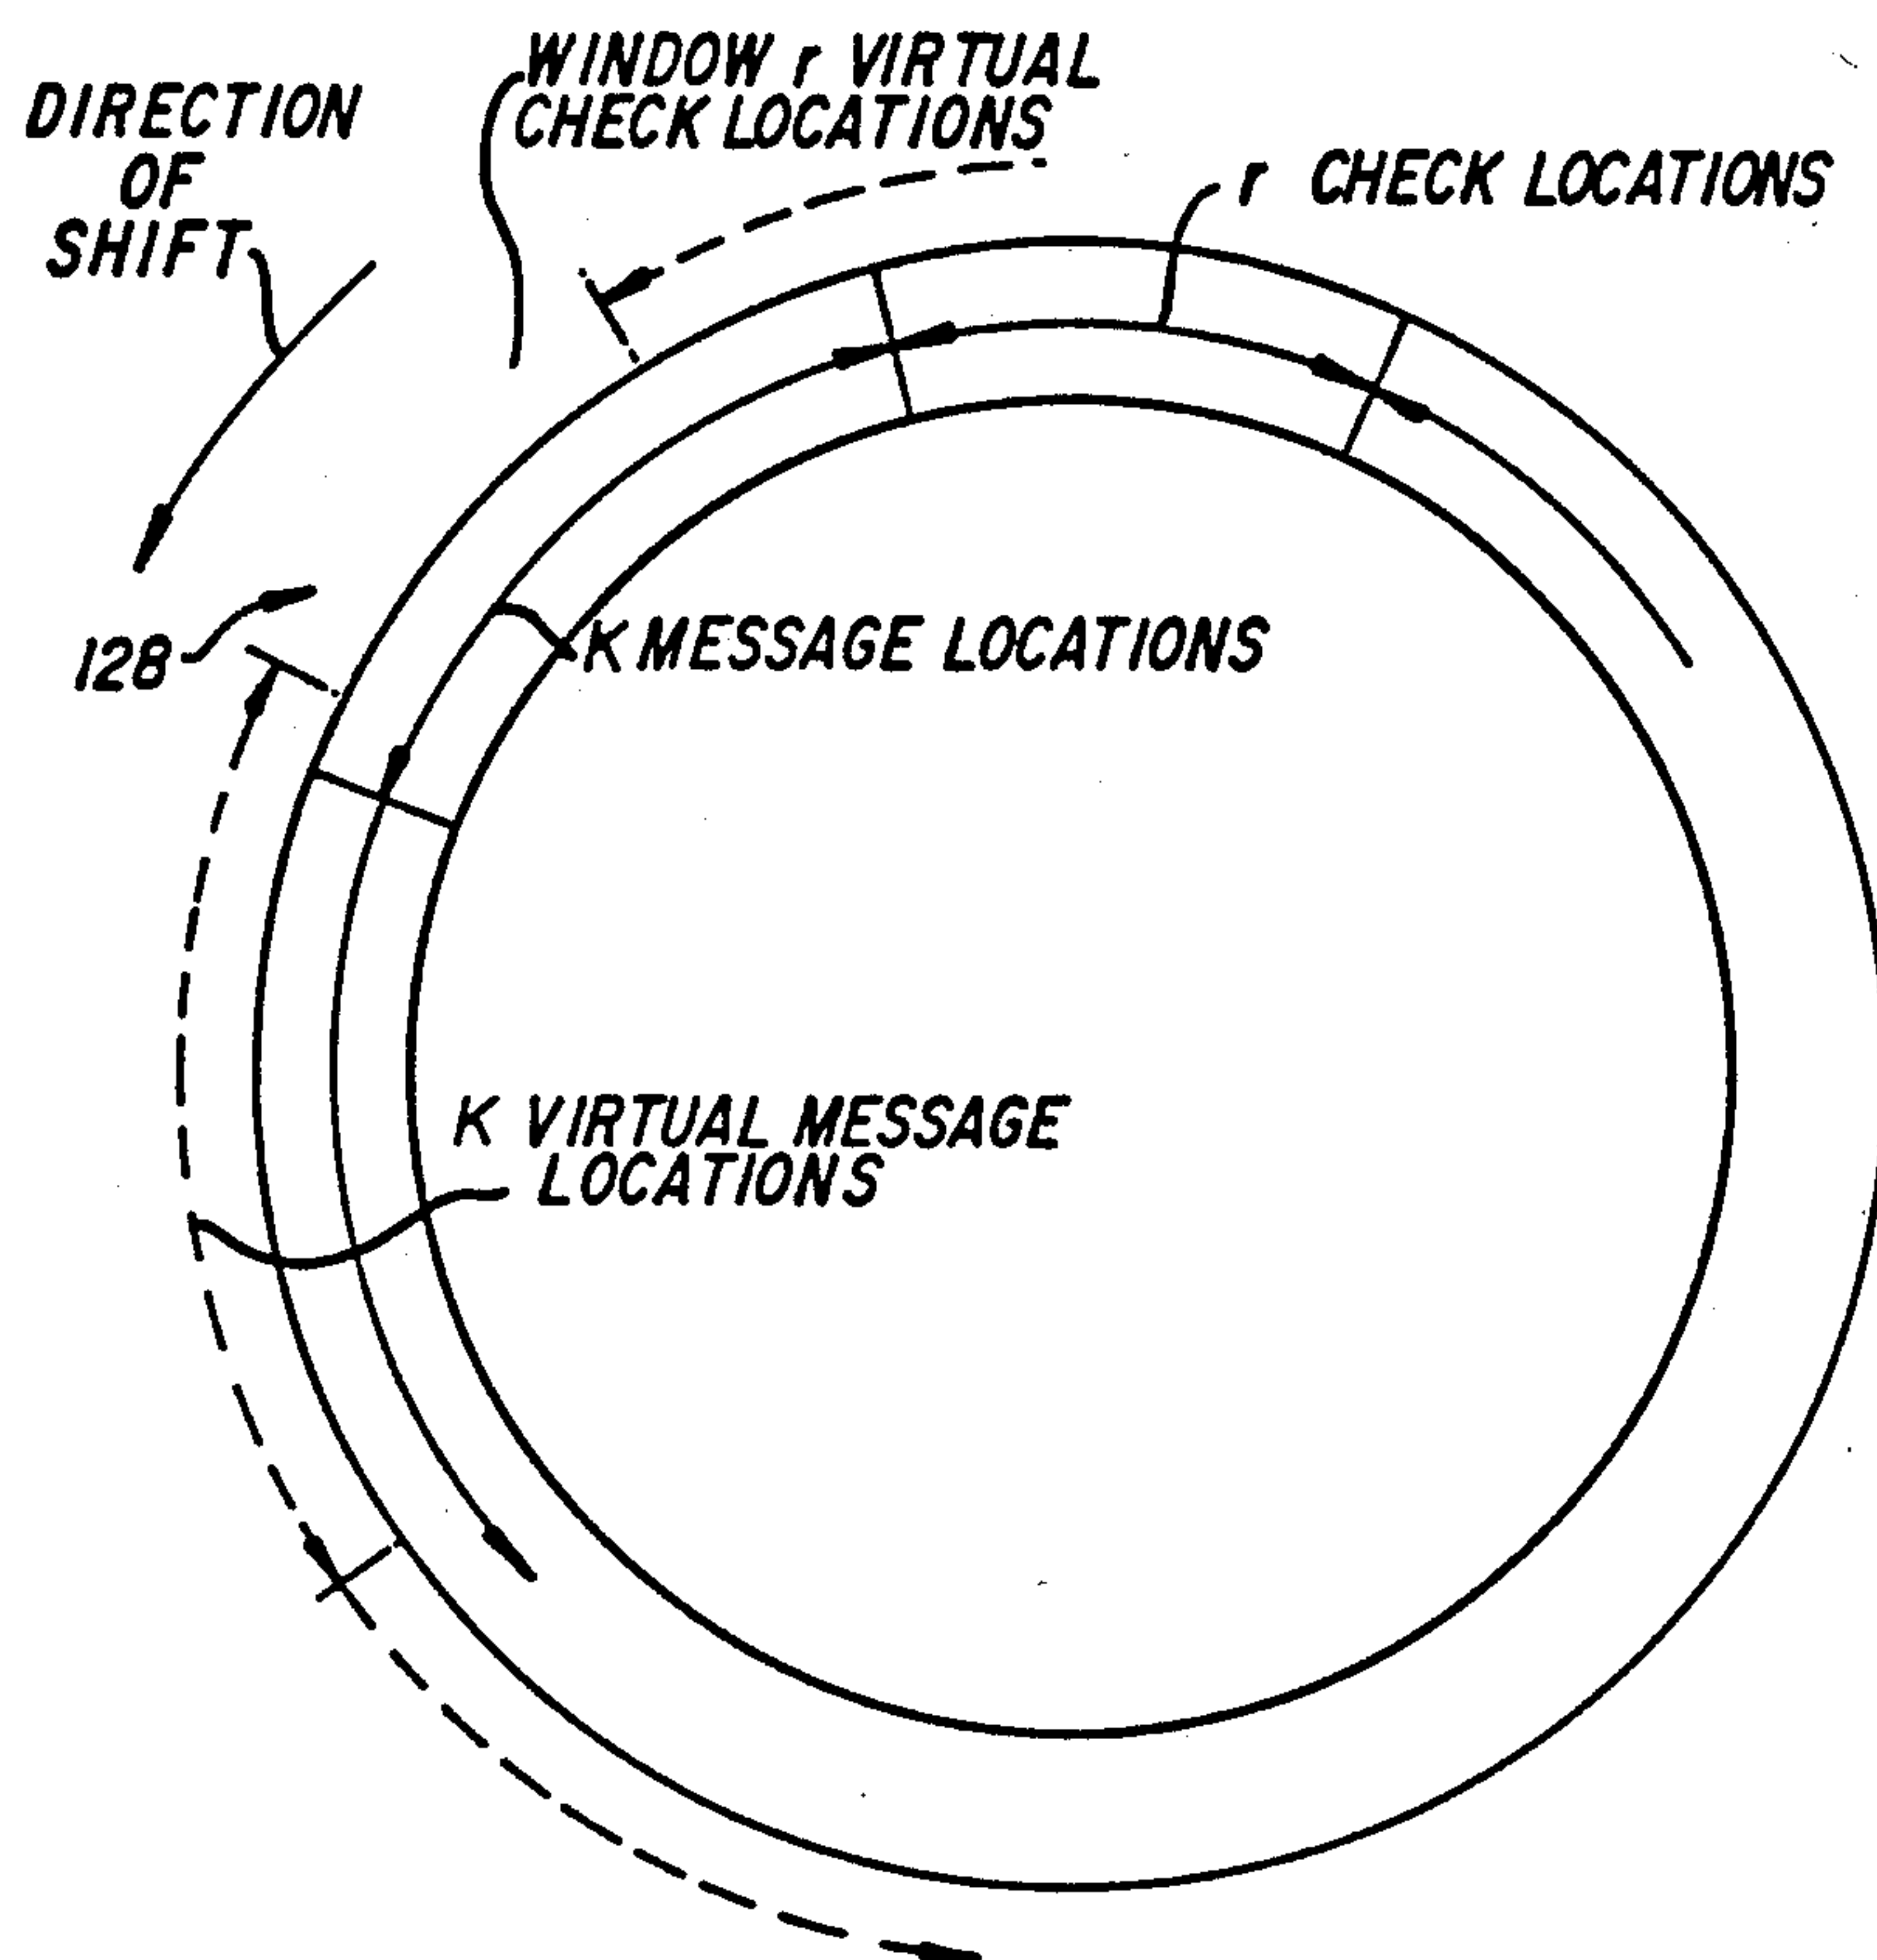 WINDOW r VIRTUAL
CHECK LOCATIONS
DIRECTION
OF
SHIFT
r CHECK LOCATIONS
128
K MESSAGE LOCATIONS
K VIRTUAL MESSAGE
LOCATIONS